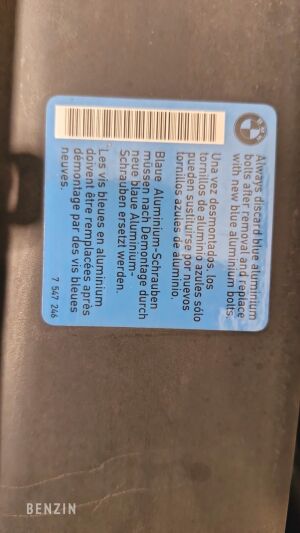 BMW
Always discard blue aluminium
bolts after removal and replace
with new blue aluminium bolts.
Una vez desmontados, los
tornillos de aluminio azules sólo
pueden sustituirse por nuevos
tornillos azules de aluminio.
Blaue Aluminium-Schrauben
müssen nach Demontage durch
neue blaue Aluminium-
Schrauben ersetzt werden.
Les vis bleues en aluminium
doivent être remplacées après
démontage par des vis bleues
neuves.
7 547 246
BENZIN